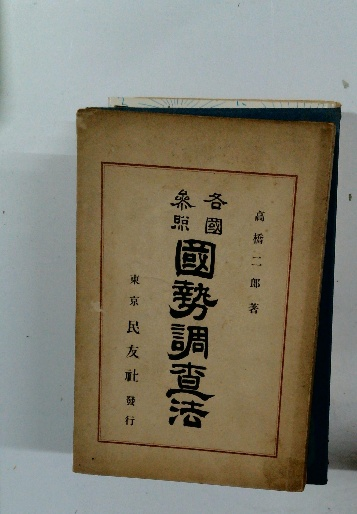 高橋二郎著
各國
參照
國勢調查法
東京 民友社 發行